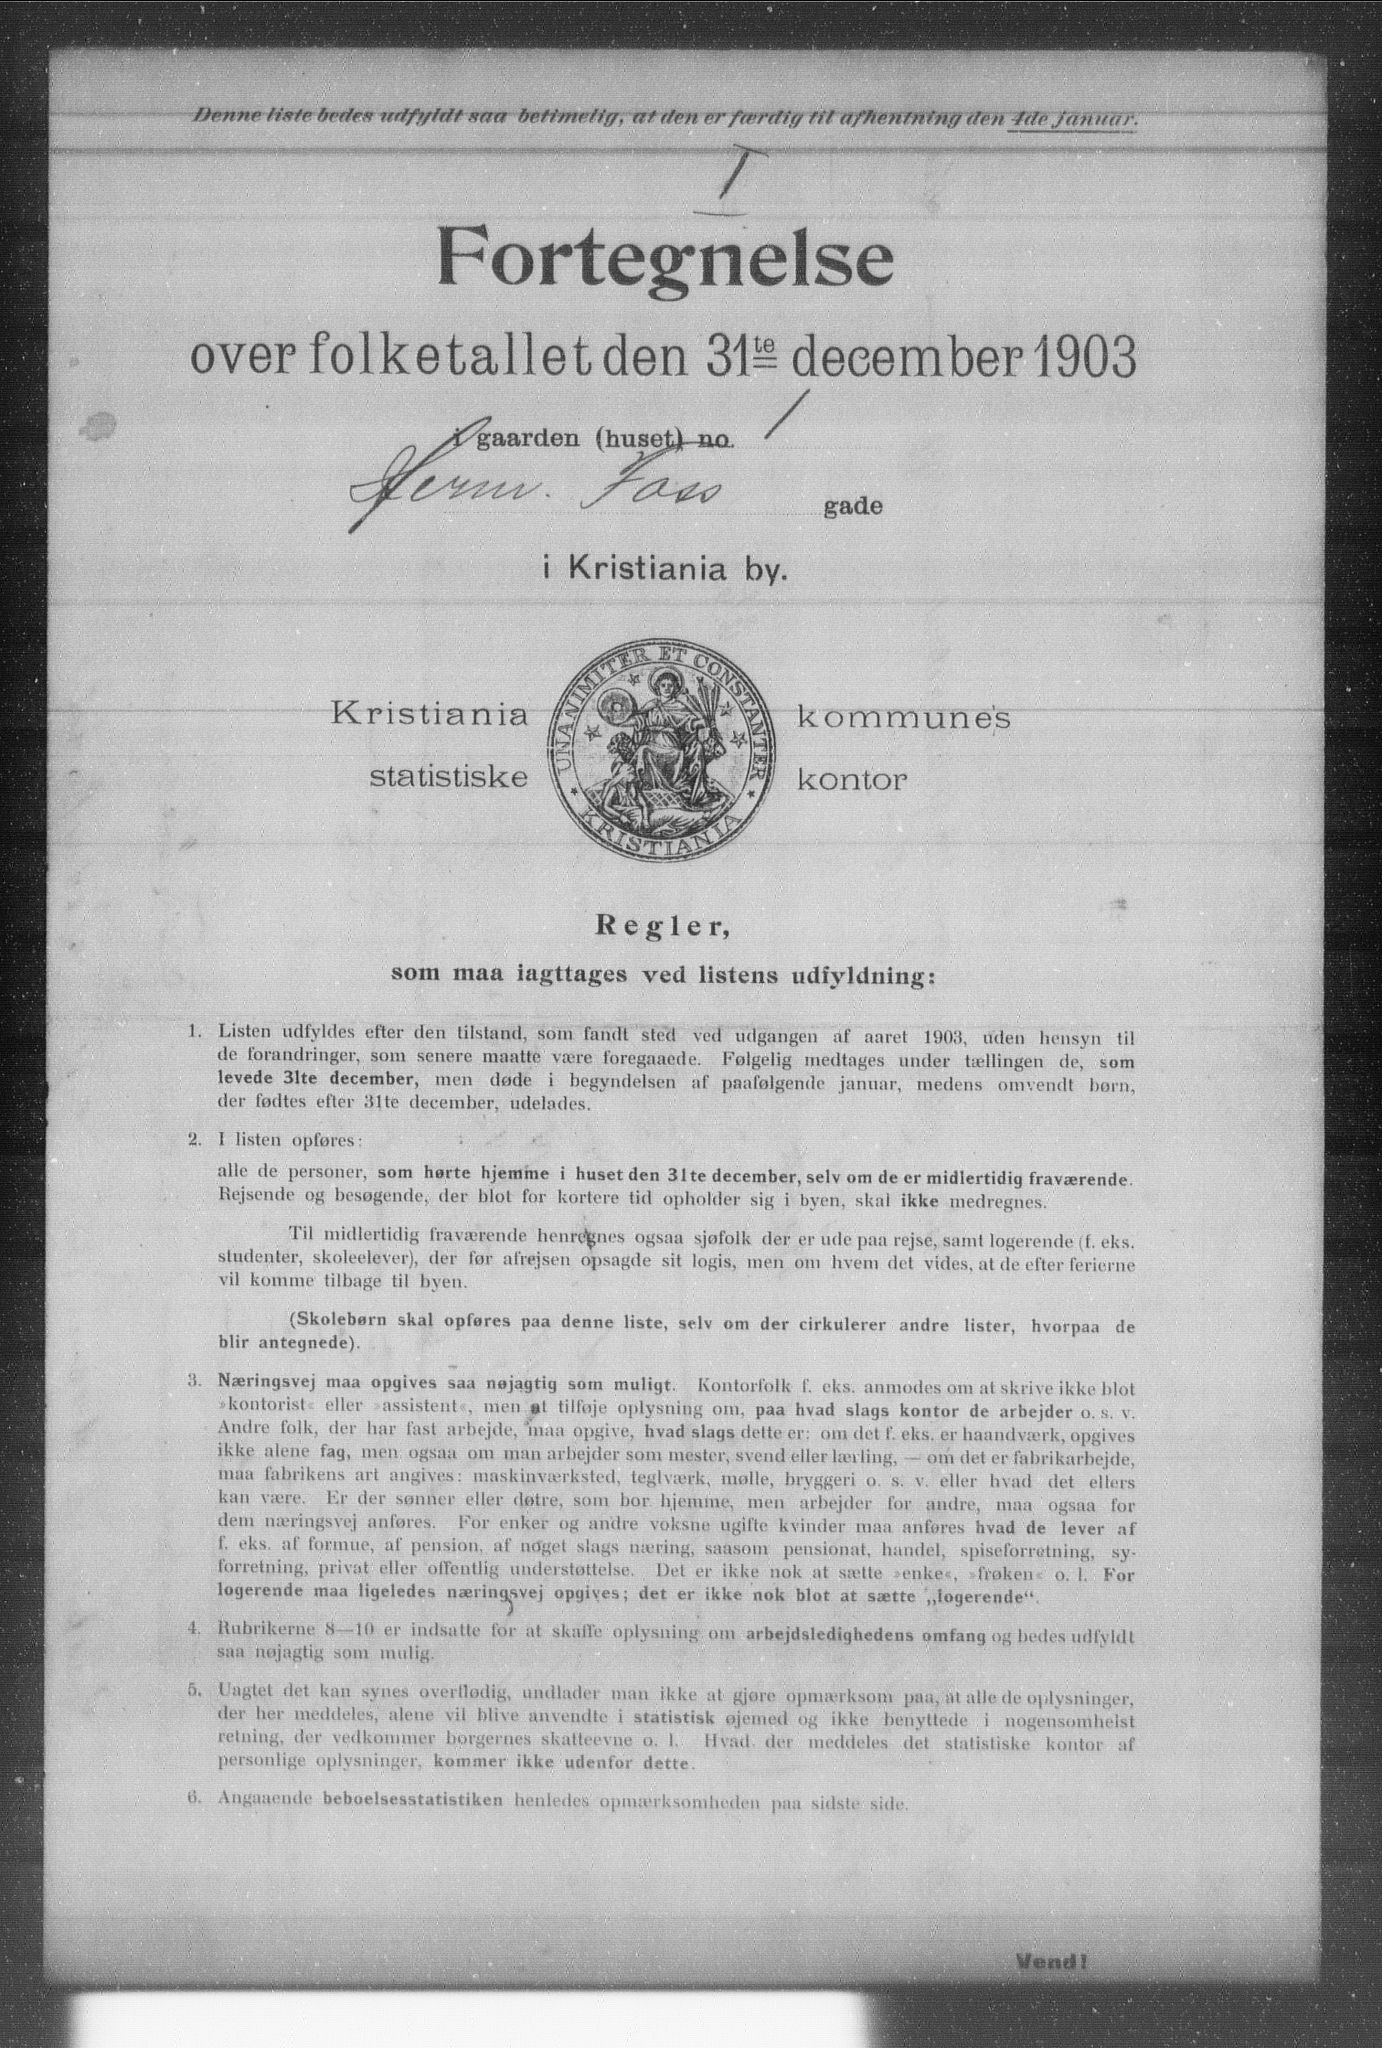 Denne liste bedes udfyldt saa betimelig, at den er færdig til afhentning den 4de januar.
I
Fortegnelse
over folketallet den 31te december 1903
i gaarden (huset) no. 1
Herm. Foss gade
i Kristiania by.
Kristiania kommunes
statistiske kontor
UNANIMITER ET CONSTANTER
KRISTIANIA
Regler,
som maa iagttages ved listens udfyldning:
1. Listen udfyldes efter den tilstand, som fandt sted ved udgangen af aaret 1903, uden hensyn til
de forandringer, som senere maatte være foregaaede. Følgelig medtages under tællingen de, som
levede 31te december, men døde i begyndelsen af paafølgende januar, medens omvendt børn,
der fødtes efter 31te december, udelades.
2. I listen opføres:
alle de personer, som hørte hjemme i huset den 31te december, selv om de er midlertidig fraværende.
Rejsende og besøgende, der blot for kortere tid opholder sig i byen, skal ikke medregnes.
Til midlertidig fraværende henregnes ogsaa sjøfolk der er ude paa rejse, samt logerende (f. eks.
studenter, skoleelever), der før afrejsen opsagde sit logis, men om hvem det vides, at de efter ferierne
vil komme tilbage til byen.
(Skolebørn skal opføres paa denne liste, selv om der cirkulerer andre lister, hvorpaa de
blir antegnede).
3. Næringsvej maa opgives saa nøjagtig som muligt. Kontorfolk f. eks. anmodes om at skrive ikke blot
»kontorist« eller »assistent«, men at tilføje oplysning om, paa hvad slags kontor de arbejder o. s. v.
Andre folk, der har fast arbejde, maa opgive, hvad slags dette er: om det f. eks. er haandværk, opgives
ikke alene fag, men ogsaa om man arbejder som mester, svend eller lærling, — om det er fabrikarbejde,
maa fabrikens art angives: maskinværksted, teglværk, mølle, bryggeri o. s. v. eller hvad det ellers
kan være. Er der sønner eller døtre, som bor hjemme, men arbejder for andre, maa ogsaa for
dem næringsvej anføres. For enker og andre voksne ugifte kvinder maa anføres hvad de lever af
f. eks. af formue, af pension, af noget slags næring, saasom pensionat, handel, spiseforretning, sy-
forretning, privat eller offentlig understøttelse. Det er ikke nok at sætte »enke«, »frøken« o. l. For
logerende maa ligeledes næringsvej opgives; det er ikke nok blot at sætte „logerende“.
4. Rubrikerne 8—10 er indsatte for at skaffe oplysning om arbejdsledighedens omfang og bedes udfyldt
saa nøjagtig som mulig.
5. Uagtet det kan synes overflødig, undlader man ikke at gjøre opmærksom paa, at alle de oplysninger,
der her meddeles, alene vil blive anvendte i statistisk øjemed og ikke benyttede i nogensomhelst
retning, der vedkommer borgernes skatteevne o. l. Hvad der meddeles det statistiske kontor af
personlige oplysninger, kommer ikke udenfor dette.
6. Angaaende beboelsesstatistiken henledes opmærksomheden paa sidste side.
Vend!